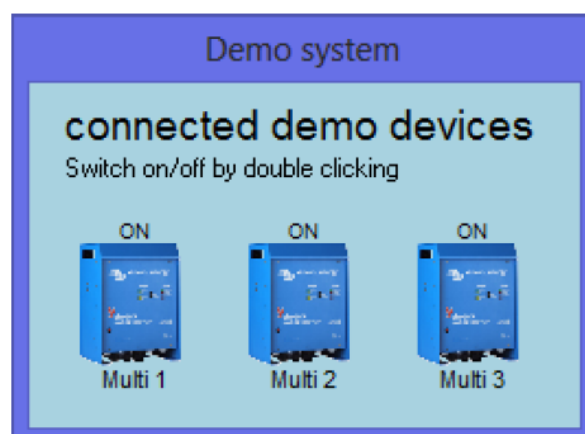 Demo system
connected demo devices
Switch on/off by double clicking
ON ON ON
Multi 1 Multi 2 Multi 3